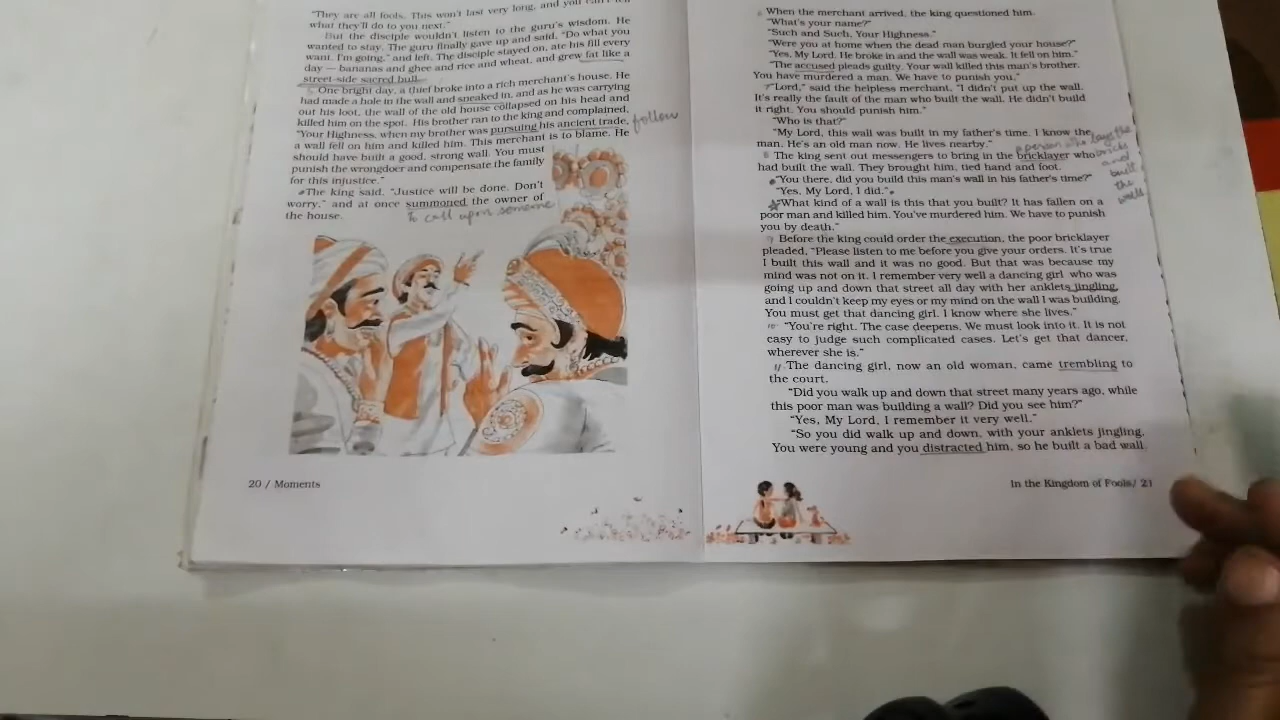 "They are all fools. This won't last very long, and you can't tell
what they'll do to you next."
But the disciple wouldn't listen to the guru's wisdom. He
wanted to stay. The guru finally gave up and said, "Do what you
want. I'm going," and left. The disciple stayed on, ate his fill every
day — bananas and ghee and rice and wheat, and grew fat like a
street-side sacred bull.
One bright day, a thief broke into a rich merchant's house. He
had made a hole in the wall and sneaked in, and as he was carrying
out his loot, the wall of the old house collapsed on his head and
killed him on the spot. His brother ran to the king and complained,
"Your Highness, when my brother was pursuing his ancient trade, follow
a wall fell on him and killed him. This merchant is to blame. He
should have built a good, strong wall. You must
punish the wrongdoer and compensate the family
for this injustice."
The king said, "Justice will be done. Don't
worry," and at once summoned the owner of
the house. To call upon someone
20 / Moments
When the merchant arrived, the king questioned him.
"What's your name?"
"Such and Such, Your Highness."
"Were you at home when the dead man burgled your house?"
"Yes, My Lord. He broke in and the wall was weak. It fell on him."
"The accused pleads guilty. Your wall killed this man's brother.
You have murdered a man. We have to punish you."
"Lord," said the helpless merchant, "I didn't put up the wall.
It's really the fault of the man who built the wall. He didn't build
it right. You should punish him."
"Who is that?"
"My Lord, this wall was built in my father's time. I know the
man. He's an old man now. He lives nearby."
a person who lays the
bricks
and
built
the
wall
8 The king sent out messengers to bring in the bricklayer who
had built the wall. They brought him, tied hand and foot.
"You there, did you build this man's wall in his father's time?"
"Yes, My Lord, I did."
"What kind of a wall is this that you built? It has fallen on a
poor man and killed him. You've murdered him. We have to punish
you by death."
9 Before the king could order the execution, the poor bricklayer
pleaded, "Please listen to me before you give your orders. It's true
I built this wall and it was no good. But that was because my
mind was not on it. I remember very well a dancing girl who was
going up and down that street all day with her anklets jingling,
and I couldn't keep my eyes or my mind on the wall I was building.
You must get that dancing girl. I know where she lives."
10 "You're right. The case deepens. We must look into it. It is not
easy to judge such complicated cases. Let's get that dancer,
wherever she is."
11 The dancing girl, now an old woman, came trembling to
the court.
"Did you walk up and down that street many years ago, while
this poor man was building a wall? Did you see him?"
"Yes, My Lord, I remember it very well."
"So you did walk up and down, with your anklets jingling.
You were young and you distracted him, so he built a bad wall.
In the Kingdom of Fools/ 21